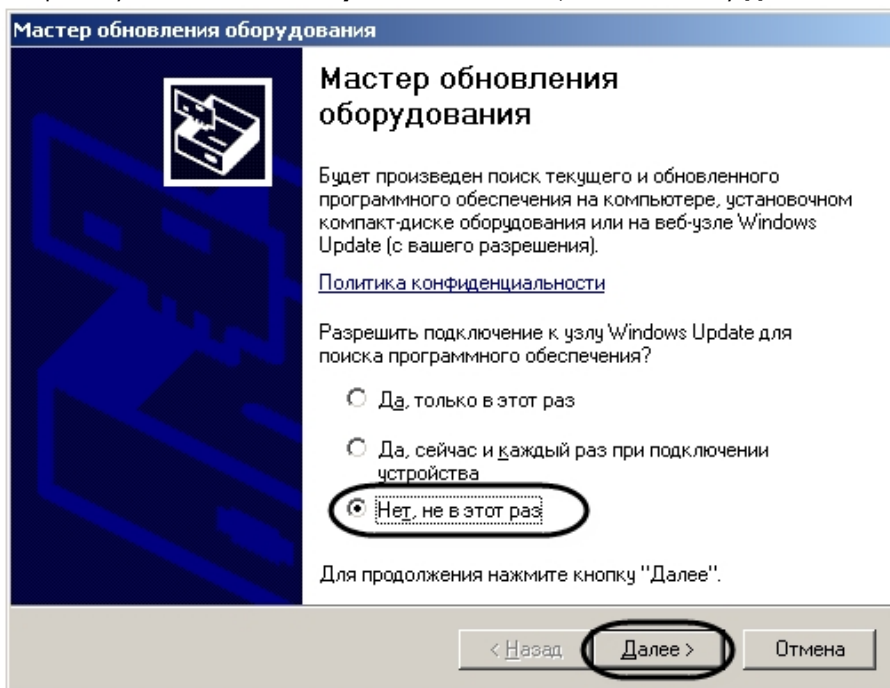 Мастер обновления оборудования
Мастер обновления
оборудования
Будет произведен поиск текущего и обновленного
программного обеспечения на компьютере, установочном
компакт-диске оборудования или на веб-узле Windows
Update (с вашего разрешения).
Политика конфиденциальности
Разрешить подключение к узлу Windows Update для
поиска программного обеспечения?
Да, только в этот раз
Да, сейчас и каждый раз при подключении
устройства
Нет, не в этот раз
Для продолжения нажмите кнопку "Далее".
< Назад
Далее >
Отмена